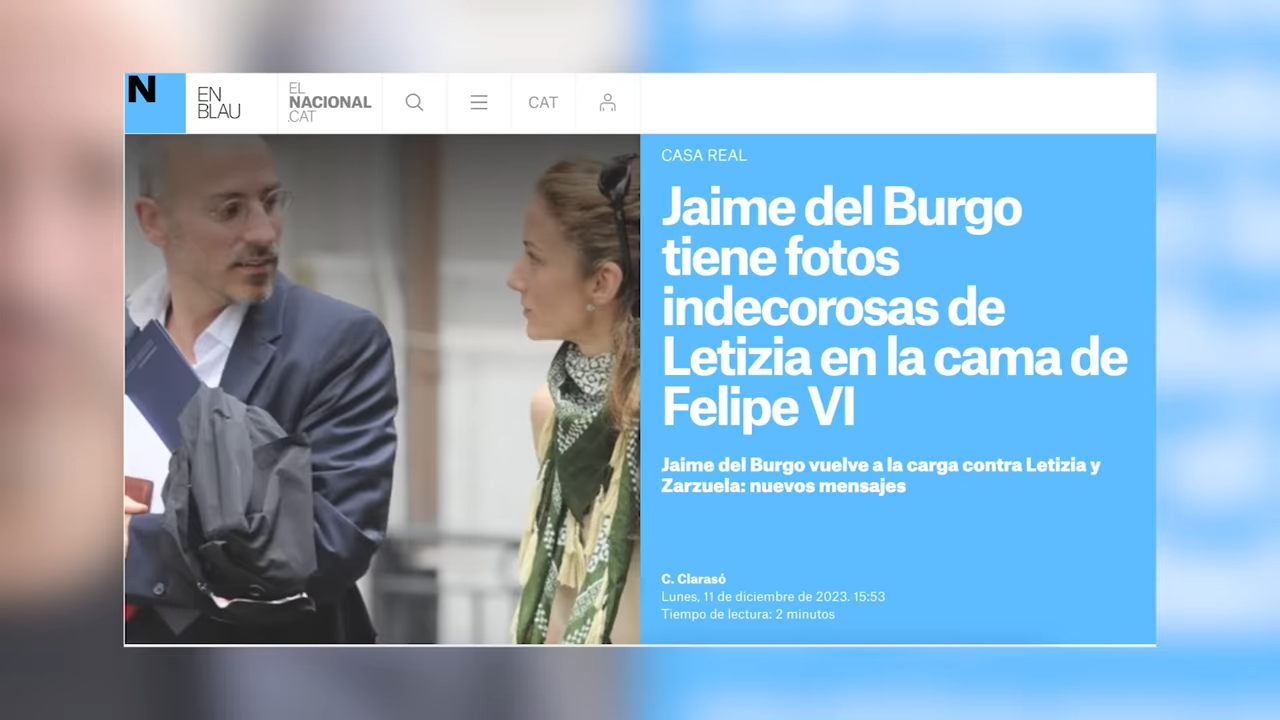 N
EN
BLAU
EL
NACIONAL
.CAT
CAT
CASA REAL
Jaime del Burgo
tiene fotos
indecorosas de
Letizia en la cama de
Felipe VI
Jaime del Burgo vuelve a la carga contra Letizia y
Zarzuela: nuevos mensajes
C. Clarasó
Lunes, 11 de diciembre de 2023. 15:53
Tiempo de lectura: 2 minutos